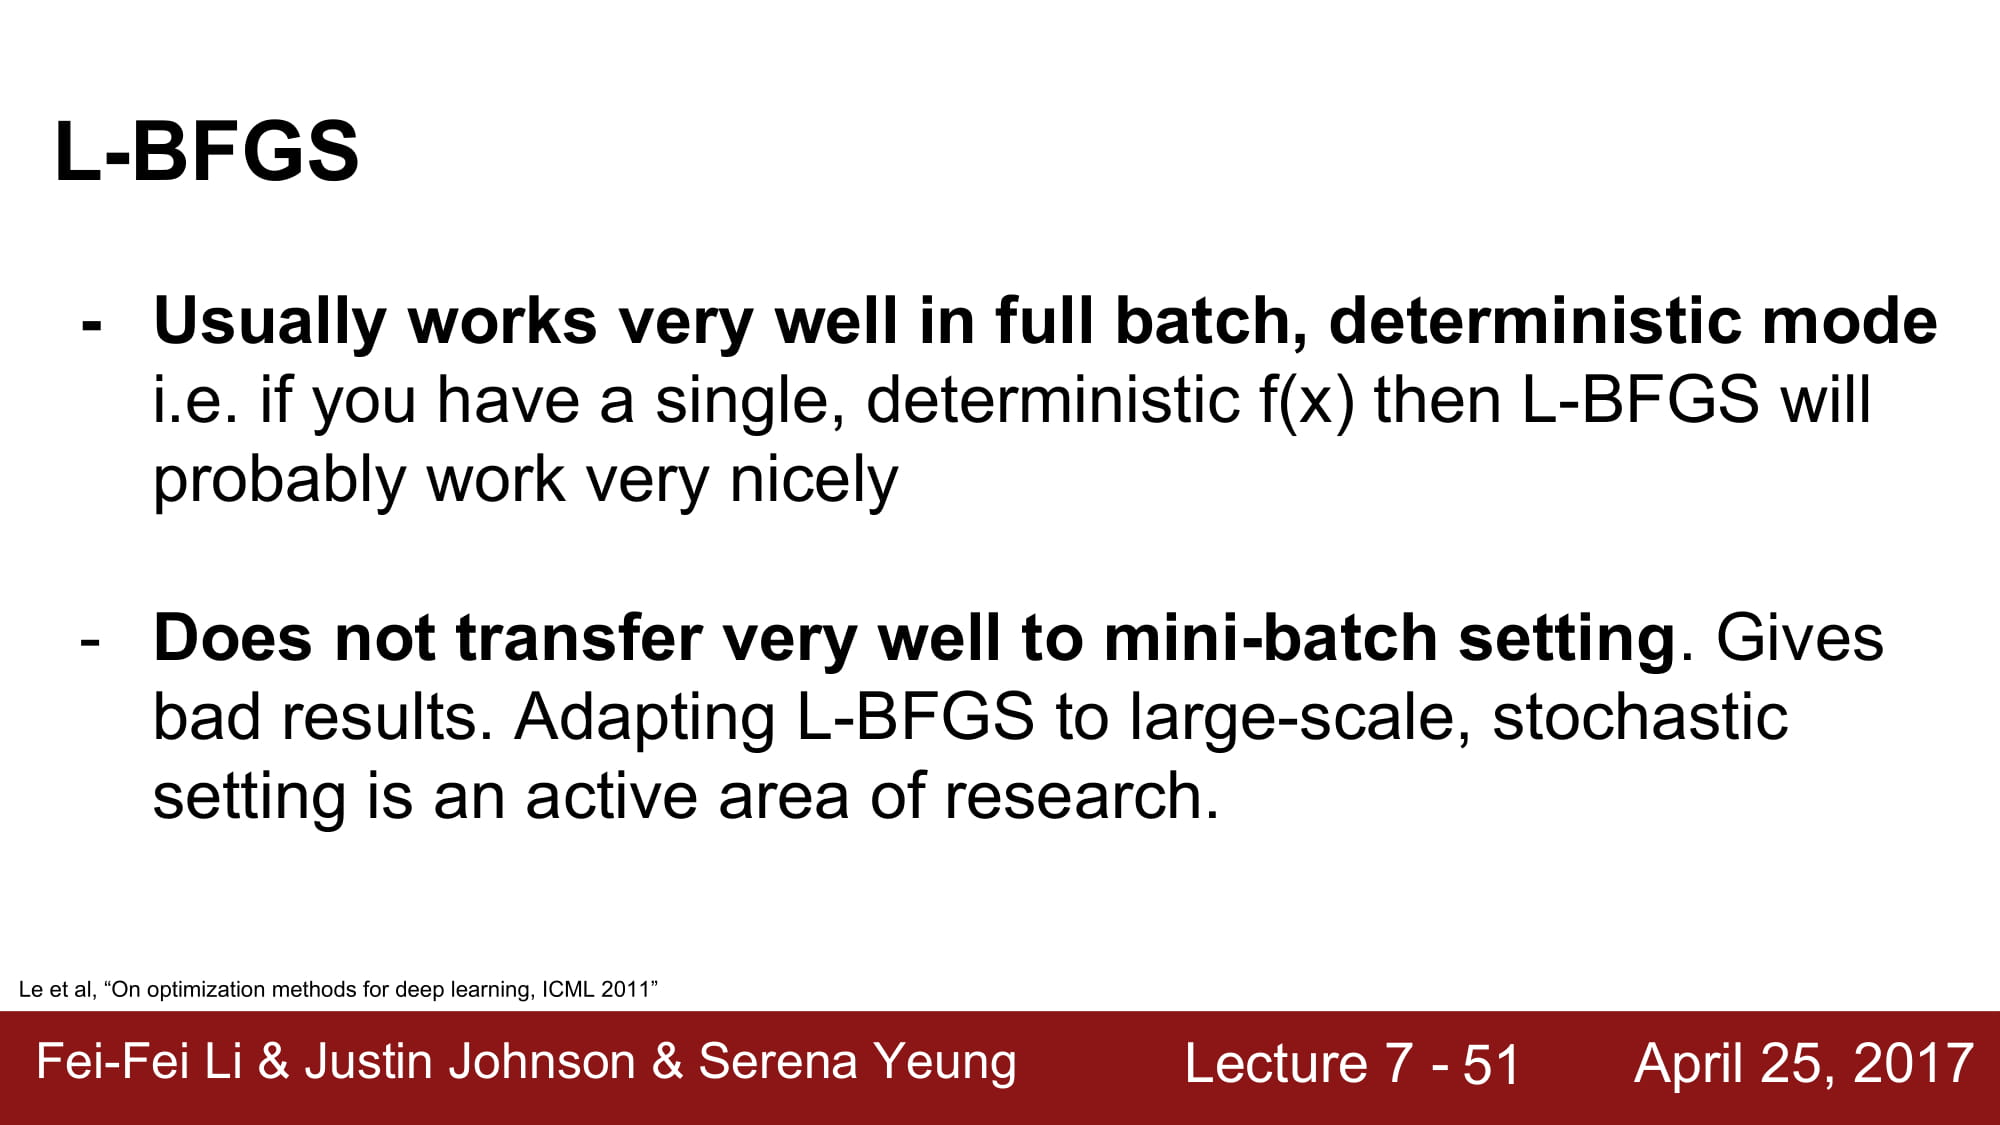 L-BFGS
- Usually works very well in full batch, deterministic mode
i.e. if you have a single, deterministic f(x) then L-BFGS will
probably work very nicely
- Does not transfer very well to mini-batch setting. Gives
bad results. Adapting L-BFGS to large-scale, stochastic
setting is an active area of research.
Le et al, “On optimization methods for deep learning, ICML 2011”
Fei-Fei Li & Justin Johnson & Serena Yeung Lecture 7 - 51 April 25, 2017